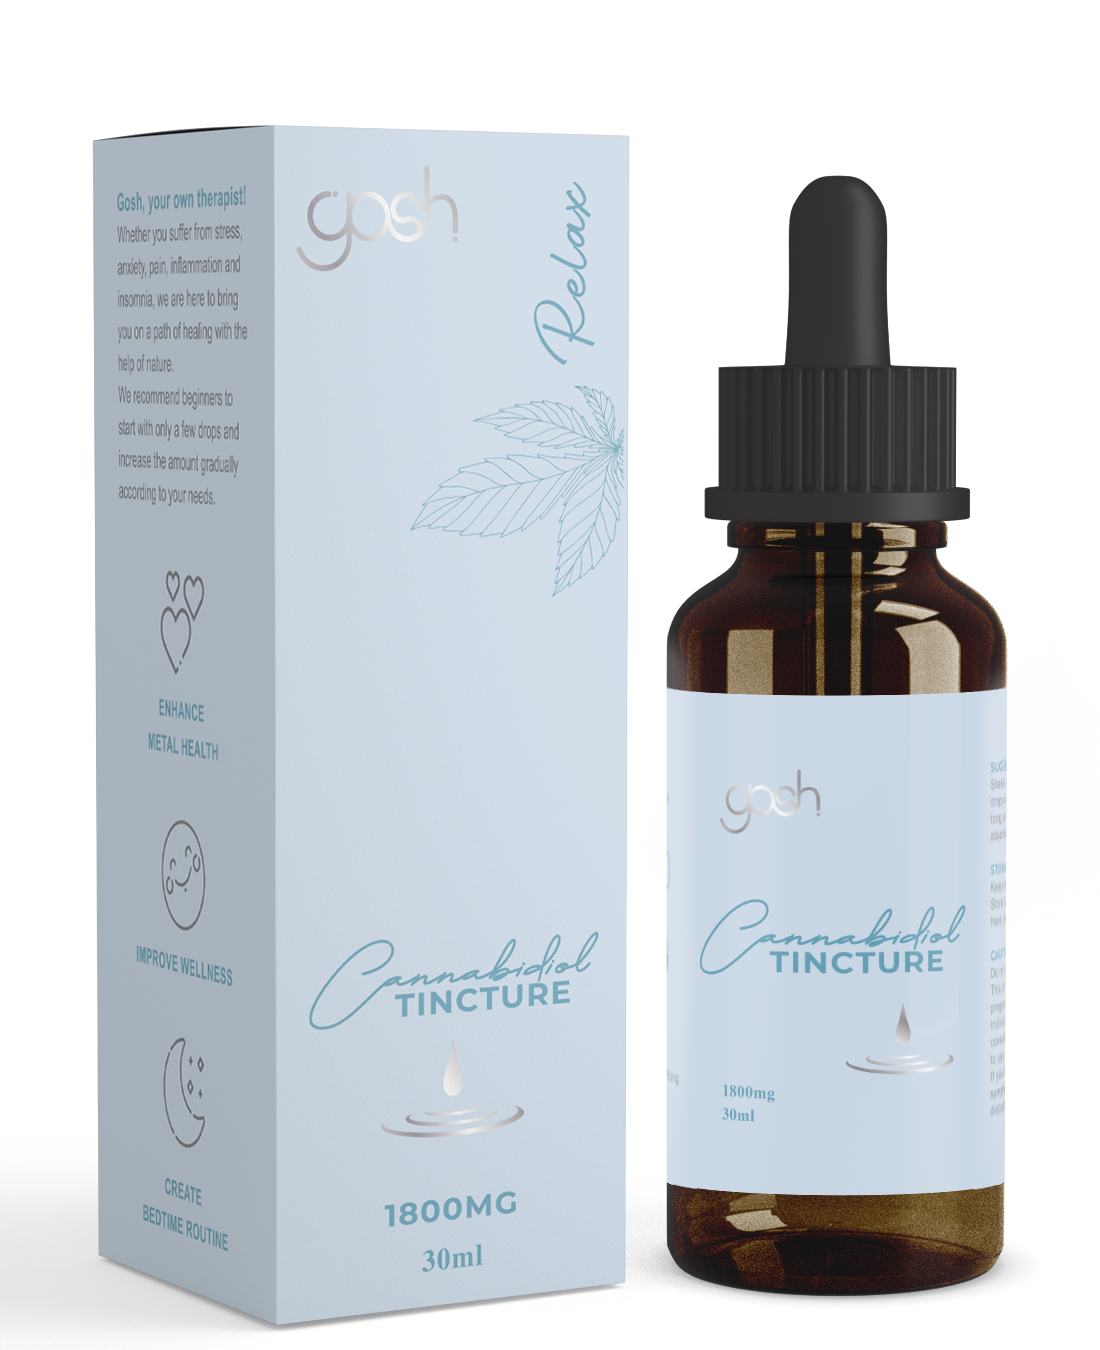 Gosh, your own therapist!
Whether you suffer from stress,
anxiety, pain, inflammation and
insomnia, we are here to bring
you on a path of healing with the
help of nature.
We recommend beginners to
start with only a few drops and
increase the amount gradually
according to your needs.
ENHANCE
METAL HEALTH
IMPROVE WELLNESS
CREATE
BEDTIME ROUTINE
gosh
Relax
Cannabidiol
TINCTURE
1800MG
30ml
gosh
Cannabidiol
TINCTURE
1800mg
30ml